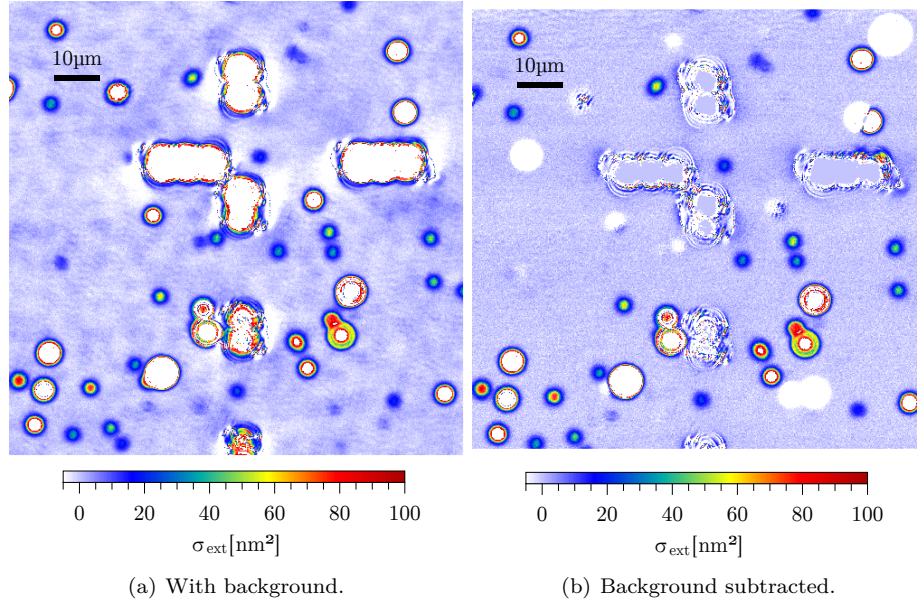 10µm
10µm
0 20 40 60 80 100
σext[nm²]
0 20 40 60 80 100
σext[nm²]
(a) With background.
(b) Background subtracted.